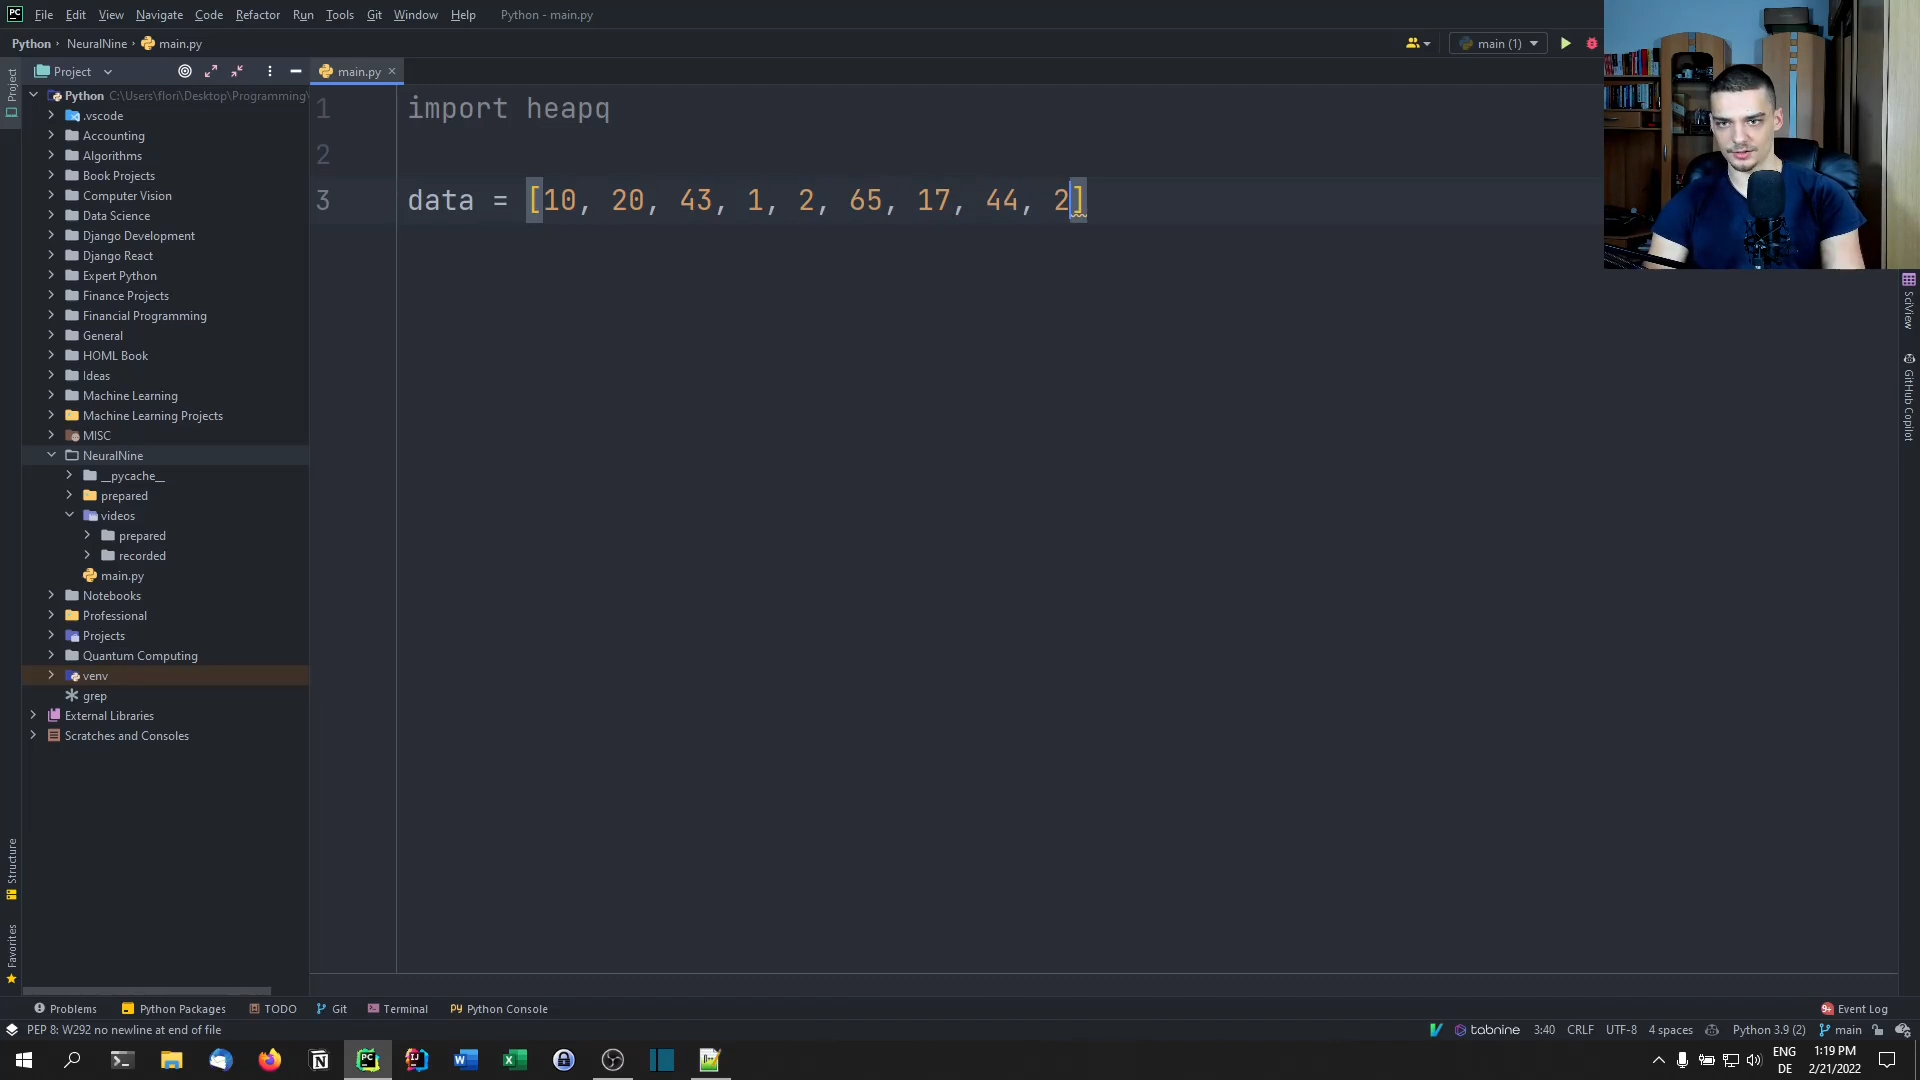 PC File Edit View Navigate Code Refactor Run Tools Git Window Help Python - main.py
Python NeuralNine main.py main (1)
Project main.py
Project
Python C:\Users\flori\Desktop\Programming\
.vscode
Accounting
Algorithms
Book Projects
Computer Vision
Data Science
Django Development
Django React
Expert Python
Finance Projects
Financial Programming
General
HOML Book
Ideas
Machine Learning
Machine Learning Projects
MISC
NeuralNine
__pycache__
prepared
videos
prepared
recorded
main.py
Notebooks
Professional
Projects
Quantum Computing
venv
grep
External Libraries
Scratches and Consoles
Structure
Favorites
1 import heapq
2
3 data = [10, 20, 43, 1, 2, 65, 17, 44, 2]
SciView
GitHub Copilot
Problems Python Packages TODO Git Terminal Python Console 9+ Event Log
PEP 8: W292 no newline at end of file tabnine 3:40 CRLF UTF-8 4 spaces Python 3.9 (2) main
ENG 1:19 PM
DE 2/21/2022